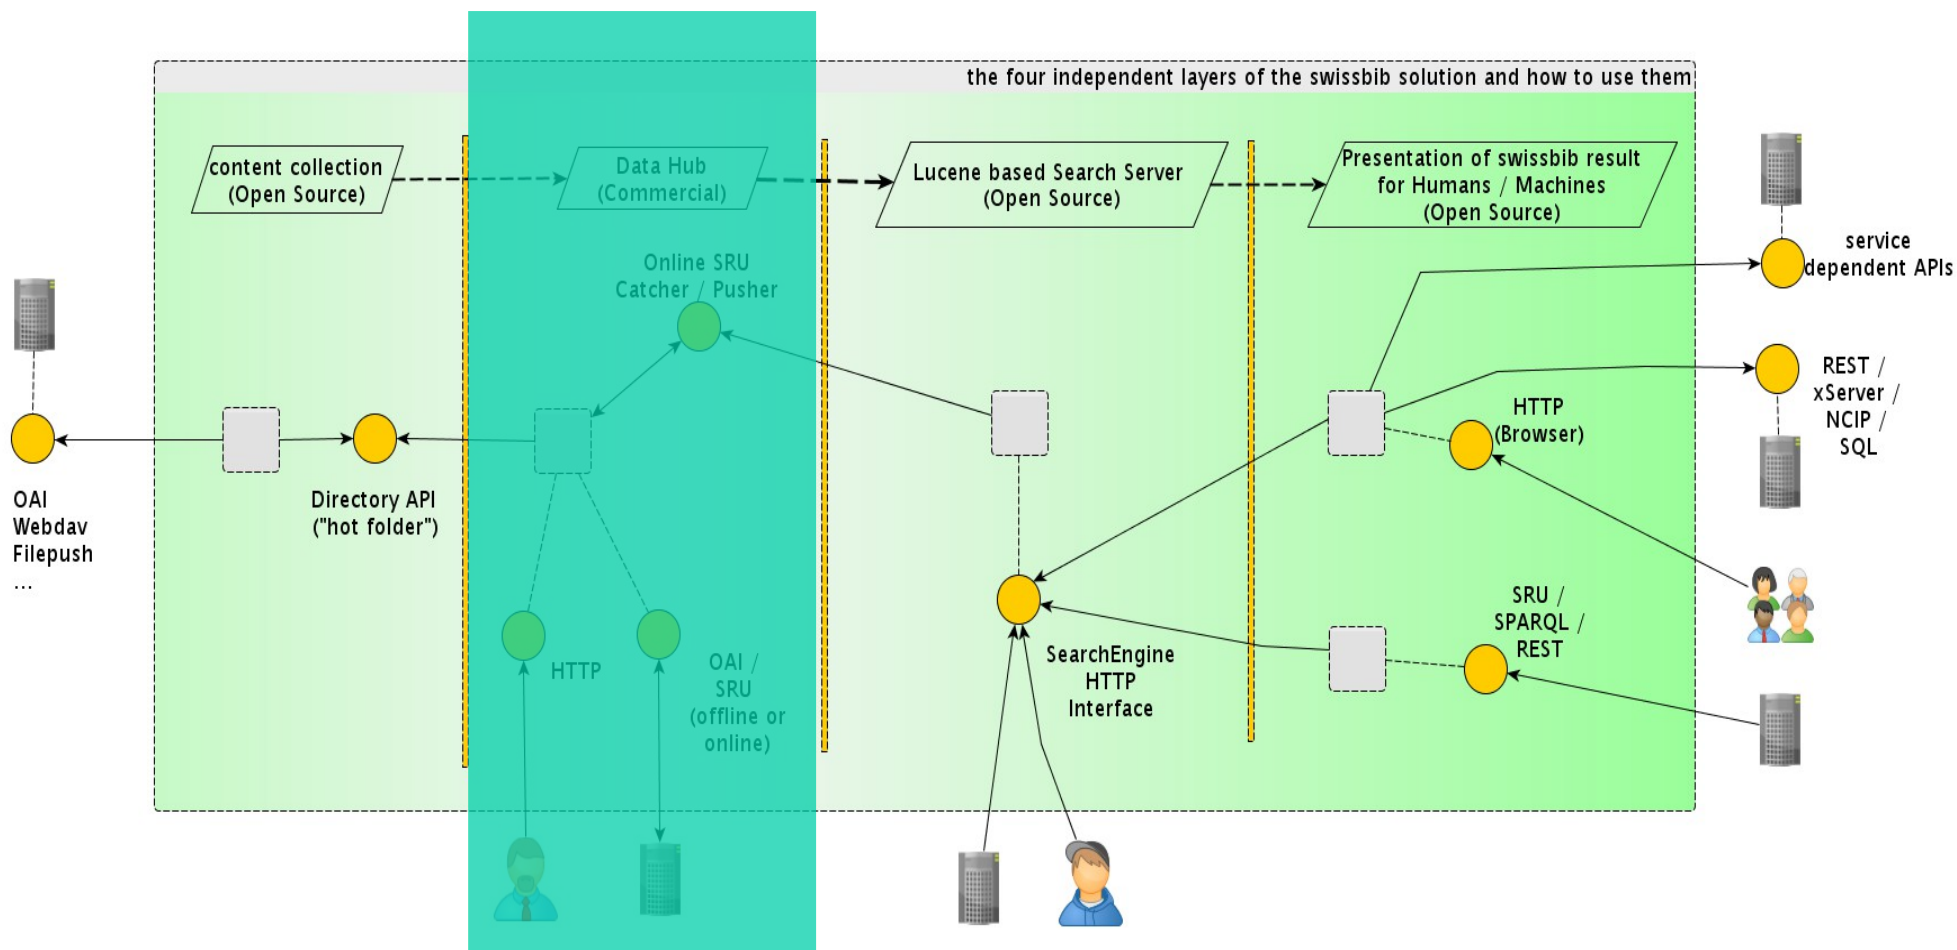 the four independent layers of the swissbib solution and how to use them
content collection
(Open Source)
Data Hub
(Commercial)
Lucene based Search Server
(Open Source)
Presentation of swissbib result
for Humans / Machines
(Open Source)
service
dependent APIs
Online SRU
Catcher / Pusher
REST /
xServer /
NCIP /
SQL
HTTP
(Browser)
OAI
Webdav
Filepush
...
Directory API
("hot folder")
HTTP
OAI /
SRU
(offline or
online)
SearchEngine
HTTP
Interface
SRU /
SPARQL /
REST